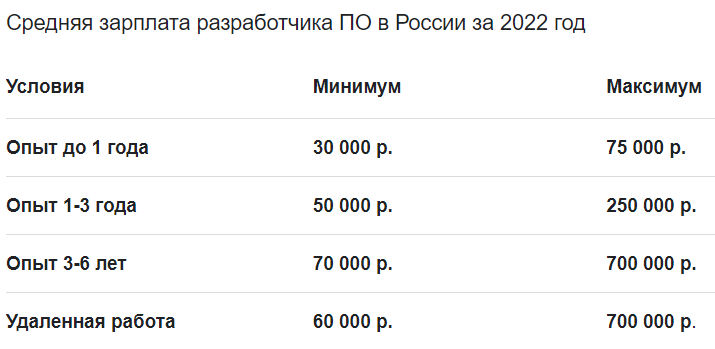 Средняя зарплата разработчика ПО в России за 2022 год
Условия Минимум Максимум
Опыт до 1 года 30 000 р. 75 000 р.
Опыт 1-3 года 50 000 р. 250 000 р.
Опыт 3-6 лет 70 000 р. 700 000 р.
Удаленная работа 60 000 р. 700 000 р.